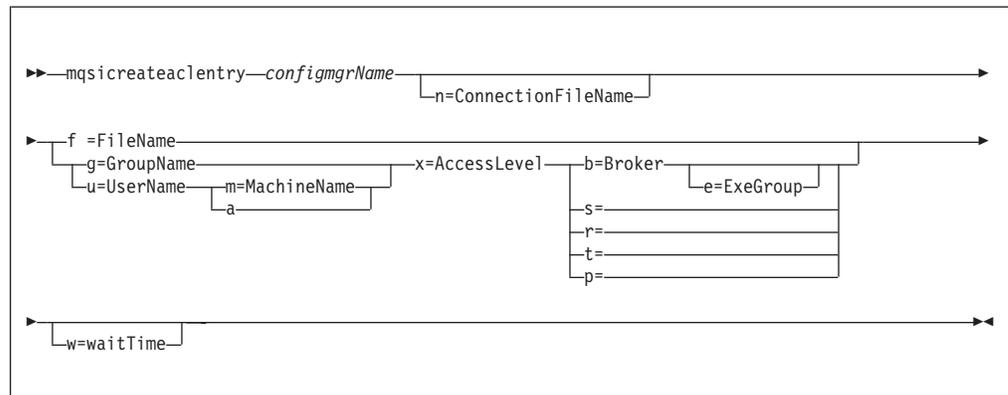 mqsicreateaclentry configmgrName
n=ConnectionFileName
f =FileName
g=GroupName x=AccessLevel b=Broker
u=UserName m=MachineName e=ExeGroup
a
s=
r=
t=
p=
w=waitTime